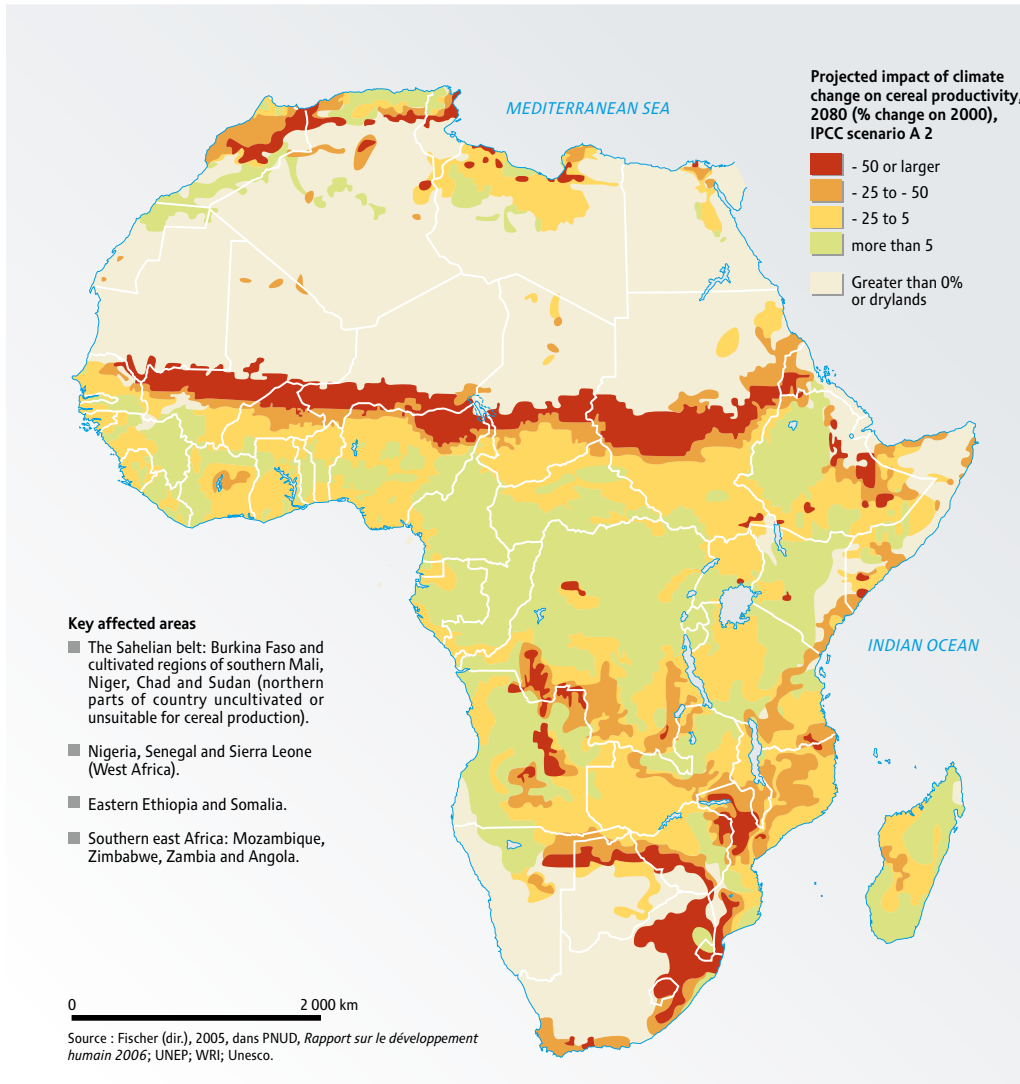 MEDITERRANEAN SEA
Projected impact of climate
change on cereal productivity,
2080 (% change on 2000),
IPCC scenario A 2
- 50 or larger
- 25 to - 50
- 25 to 5
more than 5
Greater than 0%
or drylands
INDIAN OCEAN
Key affected areas
The Sahelian belt: Burkina Faso and
cultivated regions of southern Mali,
Niger, Chad and Sudan (northern
parts of country uncultivated or
unsuitable for cereal production).
Nigeria, Senegal and Sierra Leone
(West Africa).
Eastern Ethiopia and Somalia.
Southern east Africa: Mozambique,
Zimbabwe, Zambia and Angola.
0 2 000 km
Source : Fischer (dir.), 2005, dans PNUD, Rapport sur le développement
humain 2006; UNEP; WRI; Unesco.